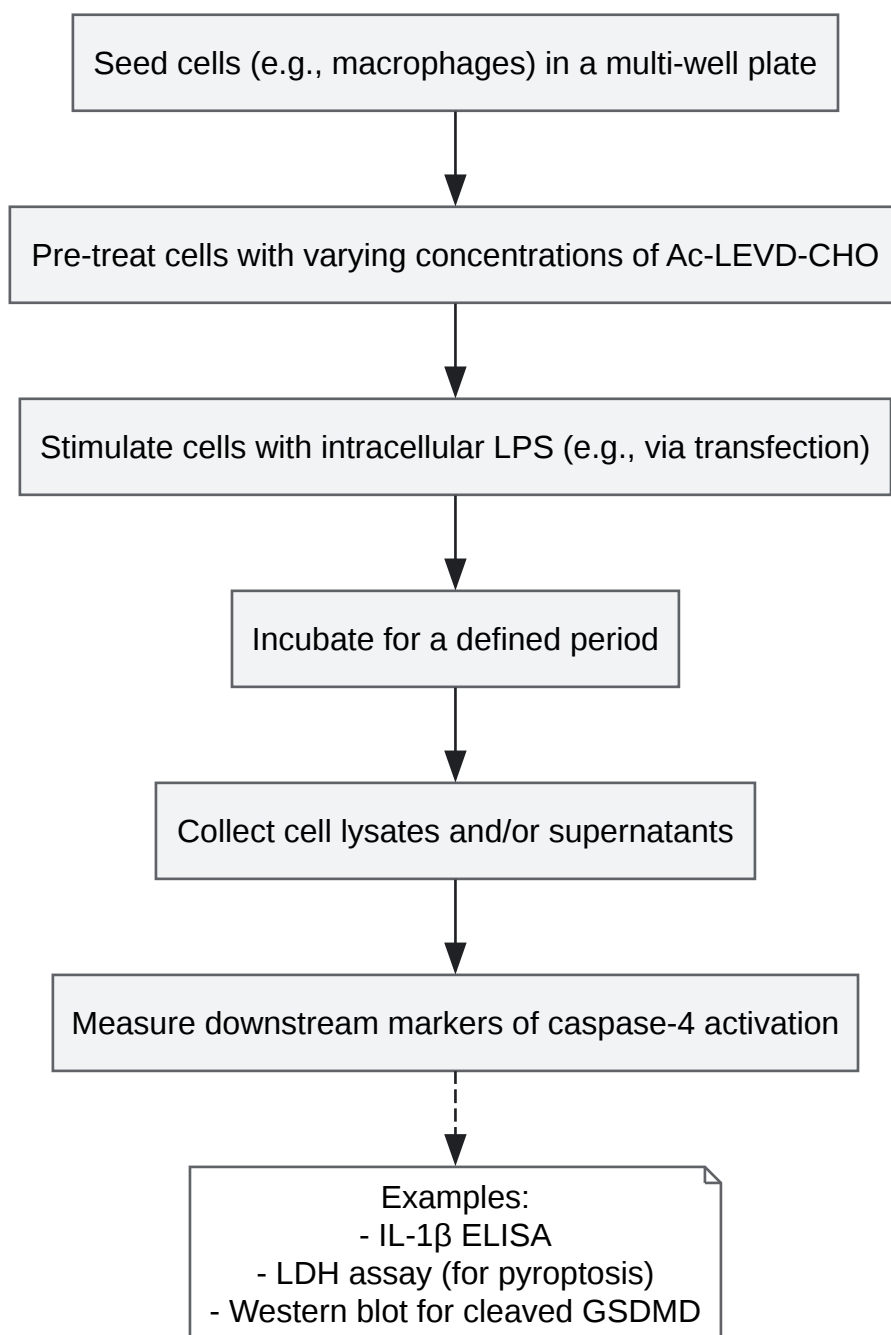 Seed cells (e.g., macrophages) in a multi-well plate
Pre-treat cells with varying concentrations of Ac-LEVD-CHO
Stimulate cells with intracellular LPS (e.g., via transfection)
Incubate for a defined period
Collect cell lysates and/or supernatants
Measure downstream markers of caspase-4 activation
Examples:
- IL-1β ELISA
- LDH assay (for pyroptosis)
- Western blot for cleaved GSDMD